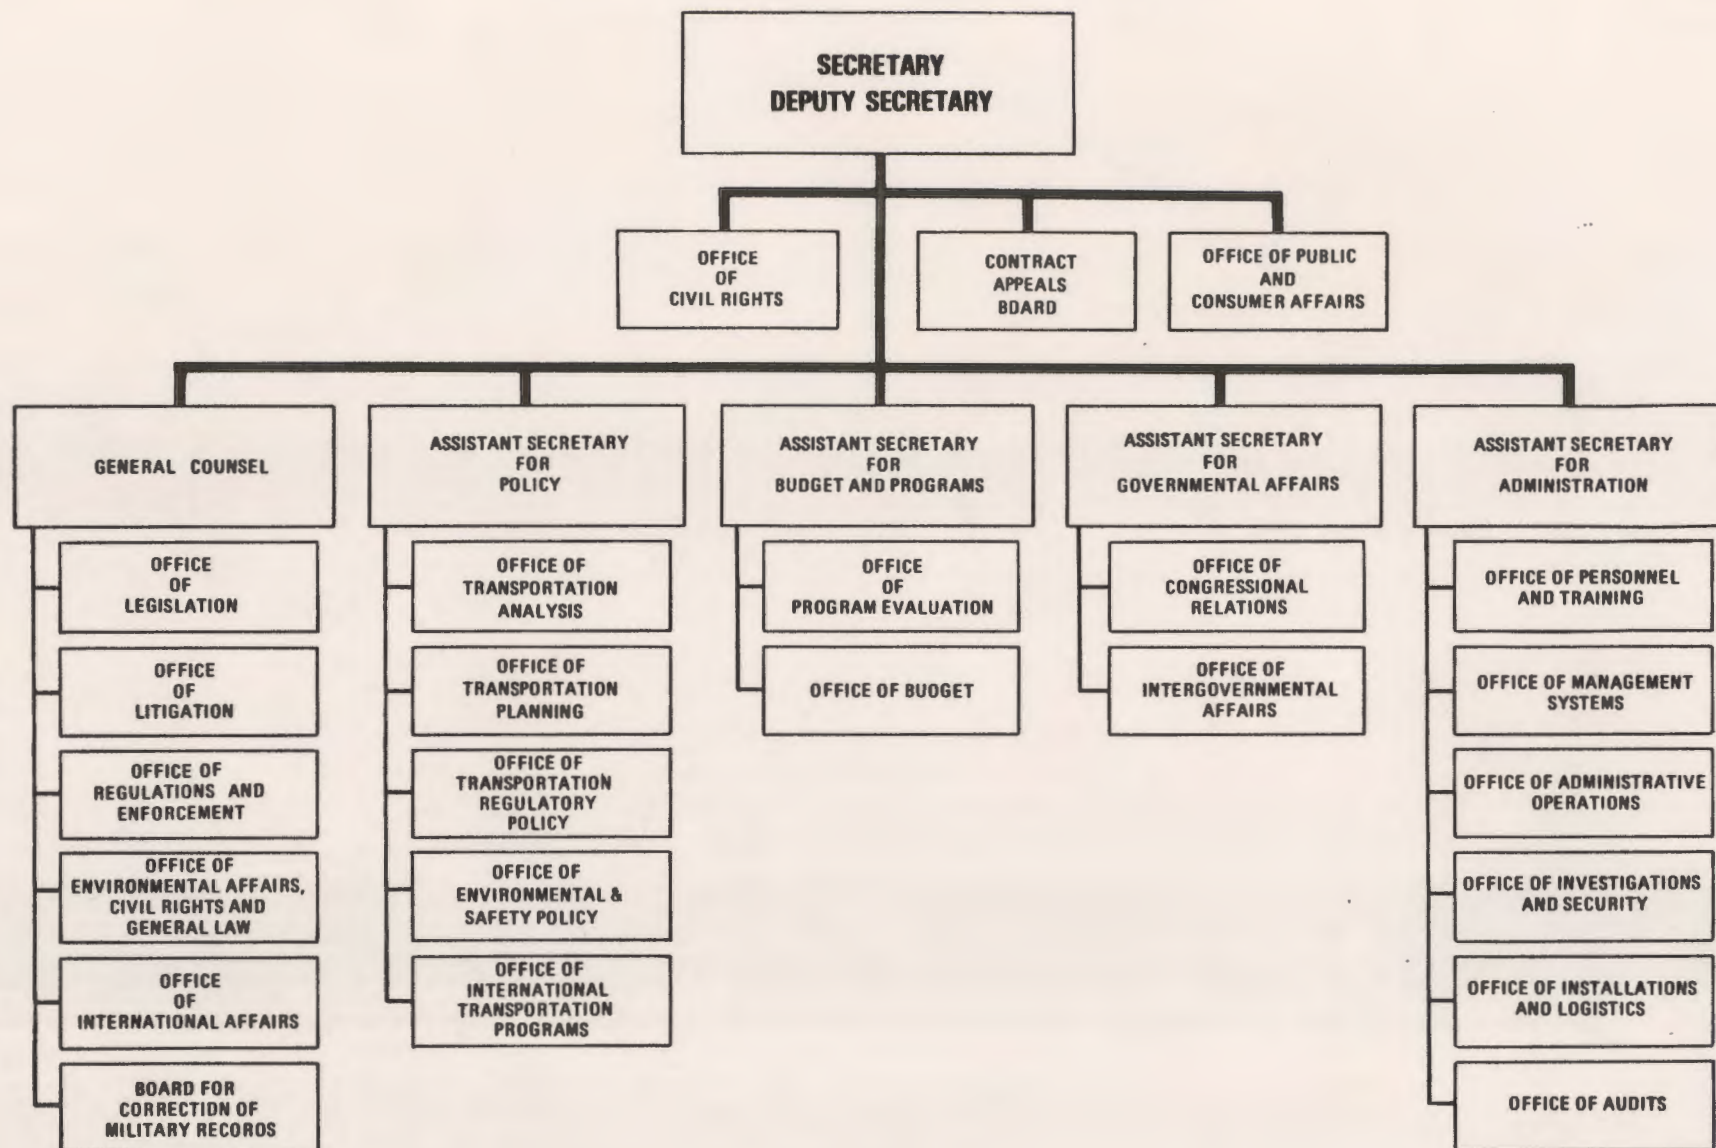 SECRETARY
DEPUTY SECRETARY
OFFICE
OF
CIVIL RIGHTS
CONTRACT
APPEALS
BDARD
OFFICE OF PUBLIC
AND
CONSUMER AFFAIRS
GENERAL COUNSEL
ASSISTANT SECRETARY
FOR
POLICY
ASSISTANT SECRETARY
FOR
BUDGET AND PROGRAMS
ASSISTANT SECRETARY
FOR
GOVERNMENTAL AFFAIRS
ASSISTANT SECRETARY
FOR
ADMINISTRATION
OFFICE
OF
LEGISLATION
OFFICE
OF
LITIGATION
OFFICE OF
REGULATIONS AND
ENFORCEMENT
OFFICE OF
ENVIRONMENTAL AFFAIRS,
CIVIL RIGHTS AND
GENERAL LAW
OFFICE
OF
INTERNATIONAL AFFAIRS
BOARD FOR
CORRECTION OF
MILITARY RECORDS
OFFICE OF
TRANSPORTATION
ANALYSIS
OFFICE OF
TRANSPORTATION
PLANNING
OFFICE OF
TRANSPORTATION
REGULATORY
POLICY
OFFICE OF
ENVIRONMENTAL &
SAFETY POLICY
OFFICE OF
INTERNATIONAL
TRANSPORTATION
PROGRAMS
OFFICE
OF
PROGRAM EVALUATION
OFFICE OF BUOGET
OFFICE OF
CONGRESSIONAL
RELATIONS
OFFICE OF
INTERGOVERNMENTAL
AFFAIRS
OFFICE OF PERSONNEL
AND TRAINING
OFFICE OF MANAGEMENT
SYSTEMS
OFFICE OF ADMINISTRATIVE
OPERATIONS
OFFICE OF INVESTIGATIONS
AND SECURITY
OFFICE OF INSTALLATIONS
AND LOGISTICS
OFFICE OF AUDITS